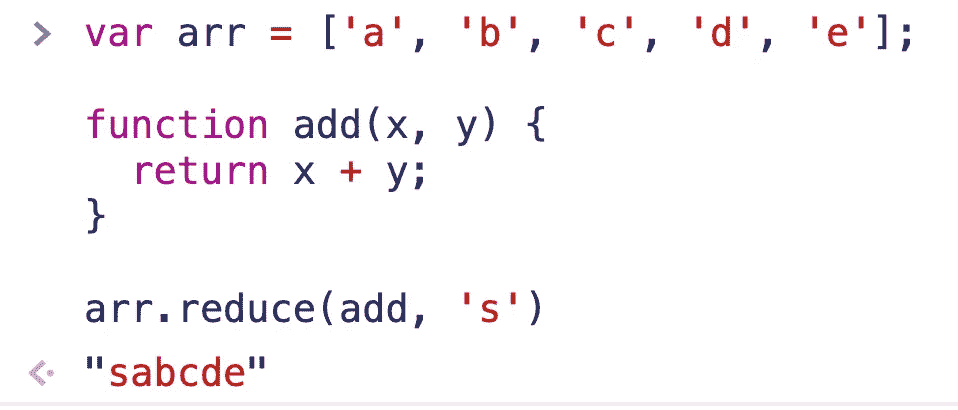 > var arr = ['a', 'b', 'c', 'd', 'e'];
function add(x, y) {
  return x + y;
}
arr.reduce(add, 's')
<· "sabcde"